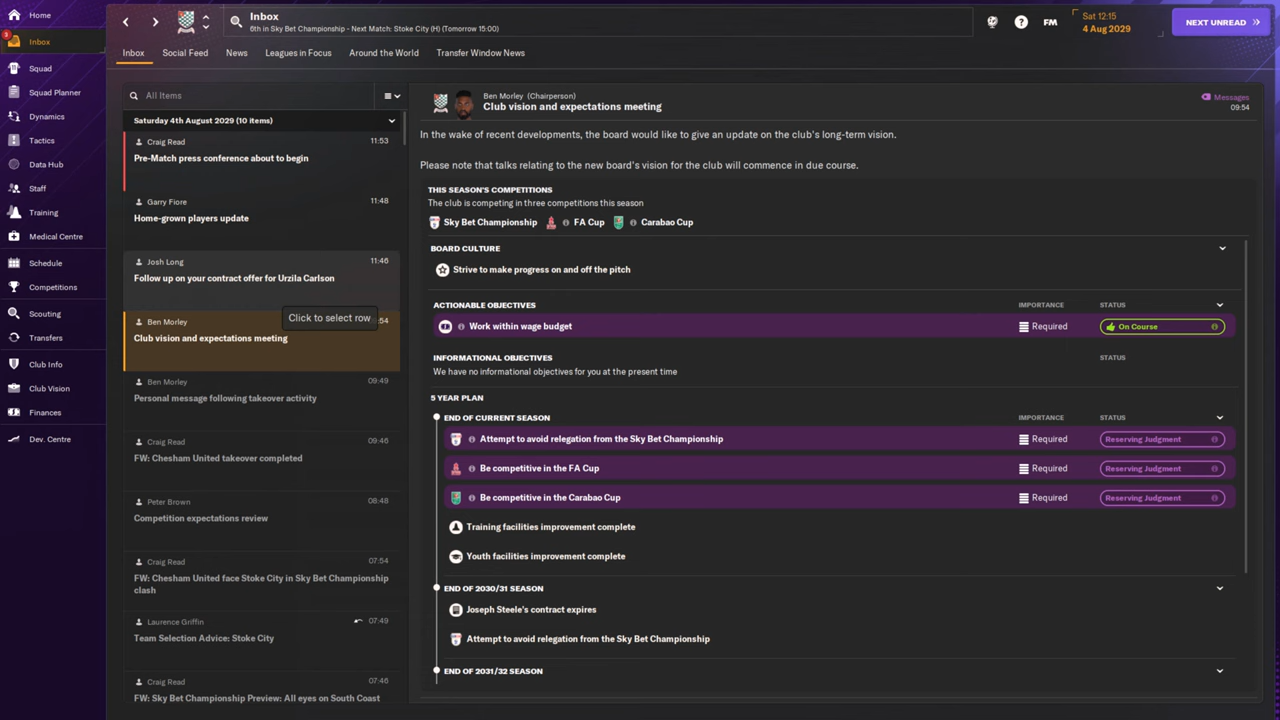 Home
Inbox
3
Squad
Squad Planner
Dynamics
Tactics
Data Hub
Staff
Training
Medical Centre
Schedule
Competitions
Scouting
Transfers
Club Info
Club Vision
Finances
Dev. Centre
Inbox
6th in Sky Bet Championship - Next Match: Stoke City (H) (Tomorrow 15:00)
FM
Sat 12:15
4 Aug 2029
NEXT UNREAD
Inbox
Social Feed
News
Leagues in Focus
Around the World
Transfer Window News
All Items
Saturday 4th August 2029 (10 items)
Craig Read 11:53
Pre-Match press conference about to begin
Garry Fiore 11:48
Home-grown players update
Josh Long 11:46
Follow up on your contract offer for Urzila Carlson
Click to select row
Ben Morley :54
Club vision and expectations meeting
Ben Morley 09:49
Personal message following takeover activity
Craig Read 09:46
FW: Chesham United takeover completed
Peter Brown 08:48
Competition expectations review
Craig Read 07:54
FW: Chesham United face Stoke City in Sky Bet Championship
clash
Laurence Griffin 07:49
Team Selection Advice: Stoke City
Craig Read 07:46
FW: Sky Bet Championship Preview: All eyes on South Coast
Ben Morley (Chairperson)
Club vision and expectations meeting
Messages
09:54
In the wake of recent developments, the board would like to give an update on the club's long-term vision.
Please note that talks relating to the new board's vision for the club will commence in due course.
THIS SEASON'S COMPETITIONS
The club is competing in three competitions this season
Sky Bet Championship FA Cup Carabao Cup
BOARD CULTURE
Strive to make progress on and off the pitch
ACTIONABLE OBJECTIVES IMPORTANCE STATUS
Work within wage budget Required On Course
INFORMATIONAL OBJECTIVES STATUS
We have no informational objectives for you at the present time
5 YEAR PLAN
END OF CURRENT SEASON IMPORTANCE STATUS
Attempt to avoid relegation from the Sky Bet Championship Required Reserving Judgment
Be competitive in the FA Cup Required Reserving Judgment
Be competitive in the Carabao Cup Required Reserving Judgment
Training facilities improvement complete
Youth facilities improvement complete
END OF 2030/31 SEASON
Joseph Steele's contract expires
Attempt to avoid relegation from the Sky Bet Championship
END OF 2031/32 SEASON